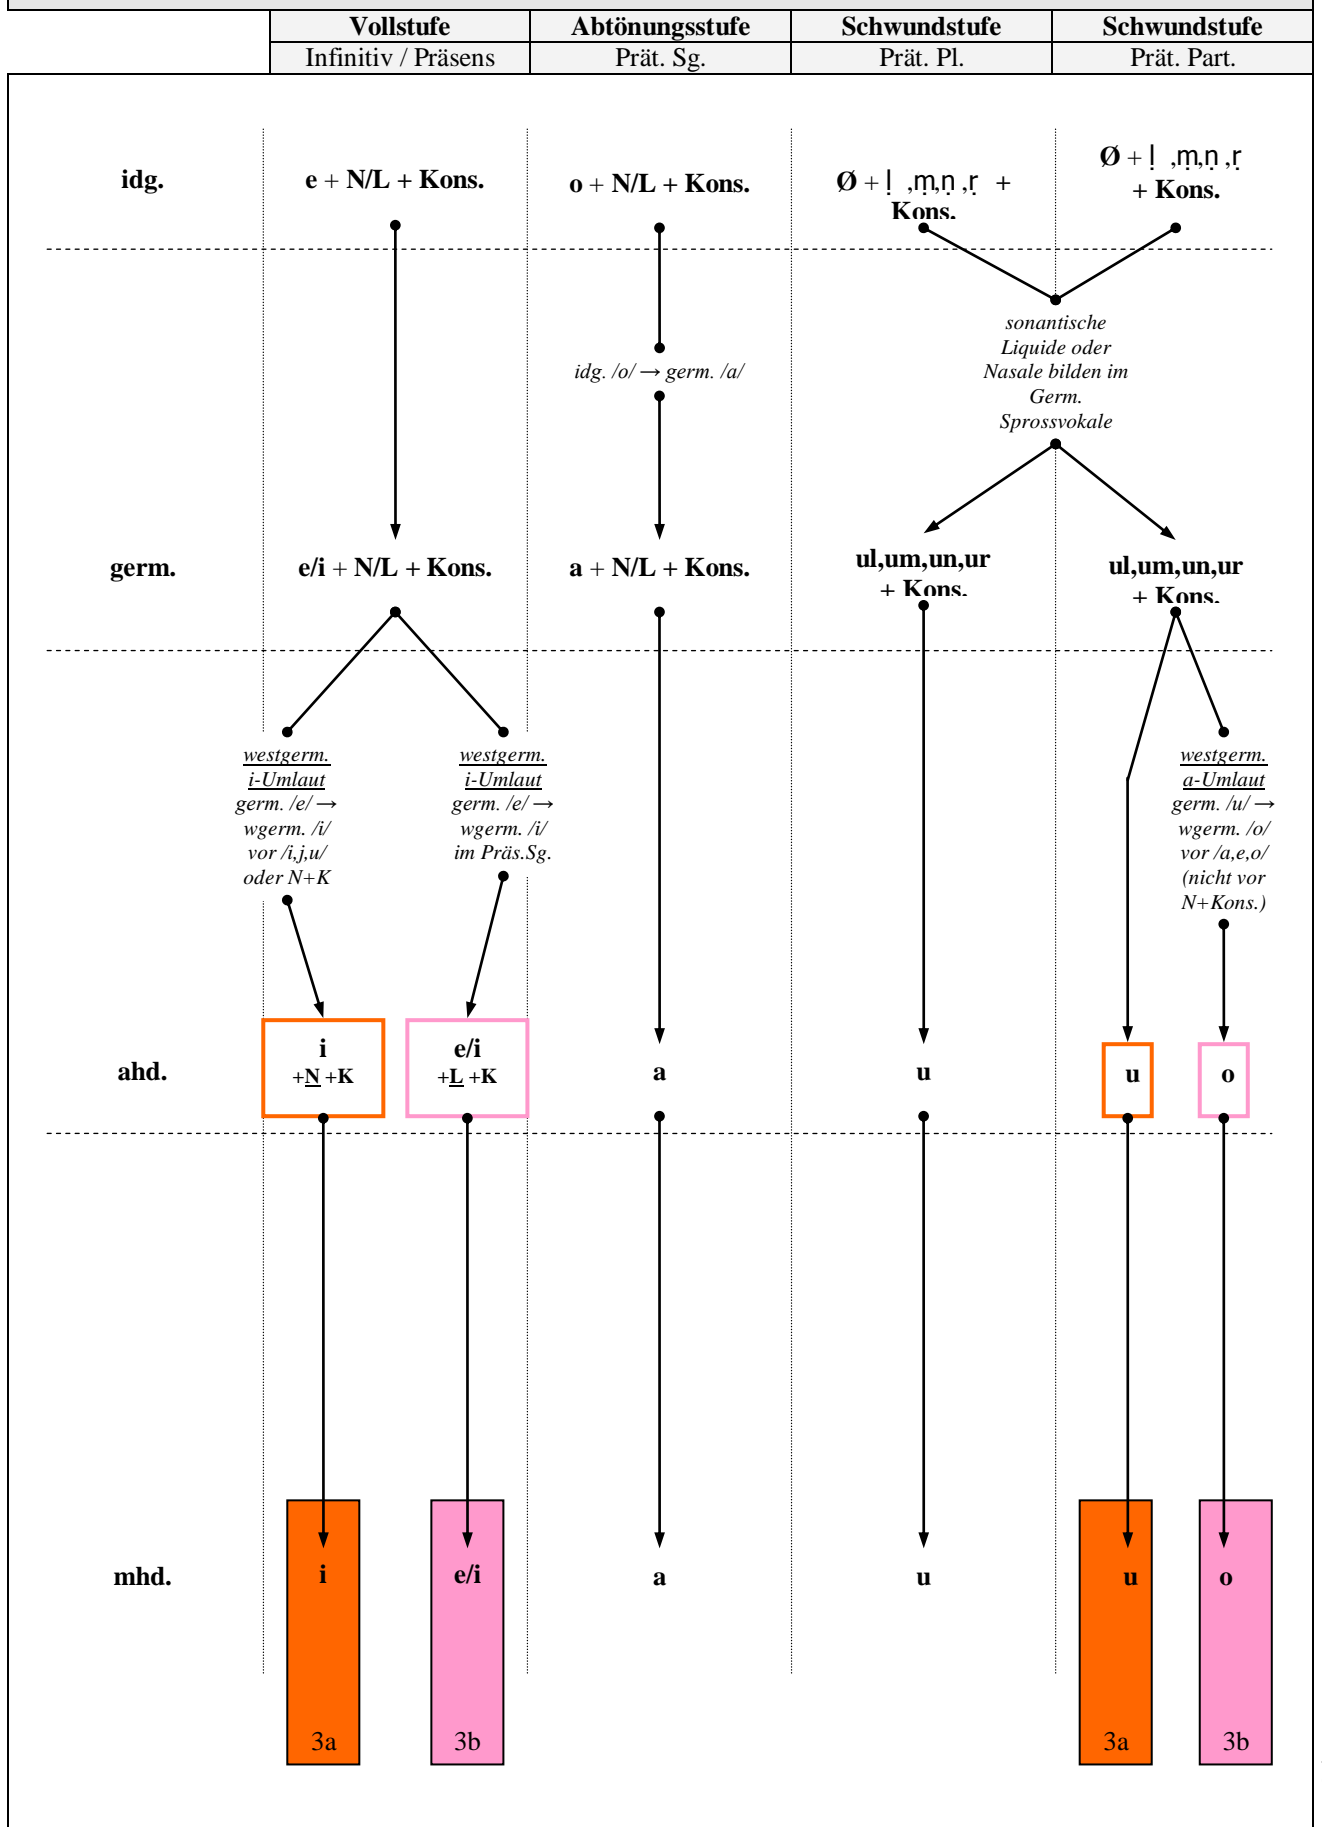 Vollstufe Abtönungsstufe Schwundstufe Schwundstufe
Infinitiv / Präsens Prät. Sg. Prät. Pl. Prät. Part.
idg. e + N/L + Kons. o + N/L + Kons. Ø + l̩ ,ṃ,ṇ ,ṛ + Kons. Ø + l̩ ,ṃ,ṇ ,ṛ + Kons.
idg. /o/ → germ. /a/
sonantische
Liquide oder
Nasale bilden im
Germ.
Sprossvokale
germ. e/i + N/L + Kons. a + N/L + Kons. ul,um,un,ur + Kons. ul,um,un,ur + Kons.
westgerm.
i-Umlaut
germ. /e/ →
wgerm. /i/
vor /i,j,u/
oder N+K
westgerm.
i-Umlaut
germ. /e/ →
wgerm. /i/
im Präs.Sg.
westgerm.
a-Umlaut
germ. /u/ →
wgerm. /o/
vor /a,e,o/
(nicht vor
N+Kons.)
ahd. i +N +K e/i +L +K a u u o
mhd. i e/i a u u o
3a 3b 3a 3b